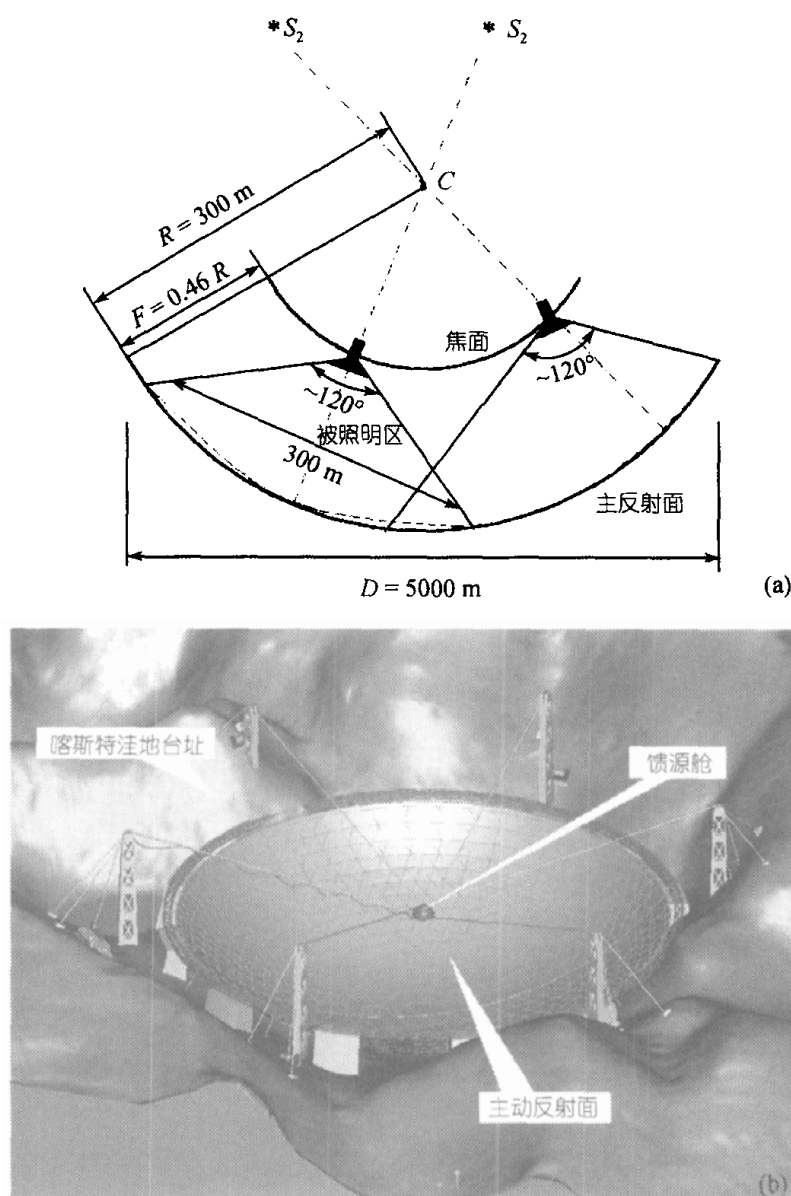 * S₂
* S₂
C
R = 300 m
F = 0.46 R
焦面
~120°
~120°
被照明区
300 m
主反射面
D = 5000 m
(a)
喀斯特洼地台址
馈源舱
主动反射面
(b)